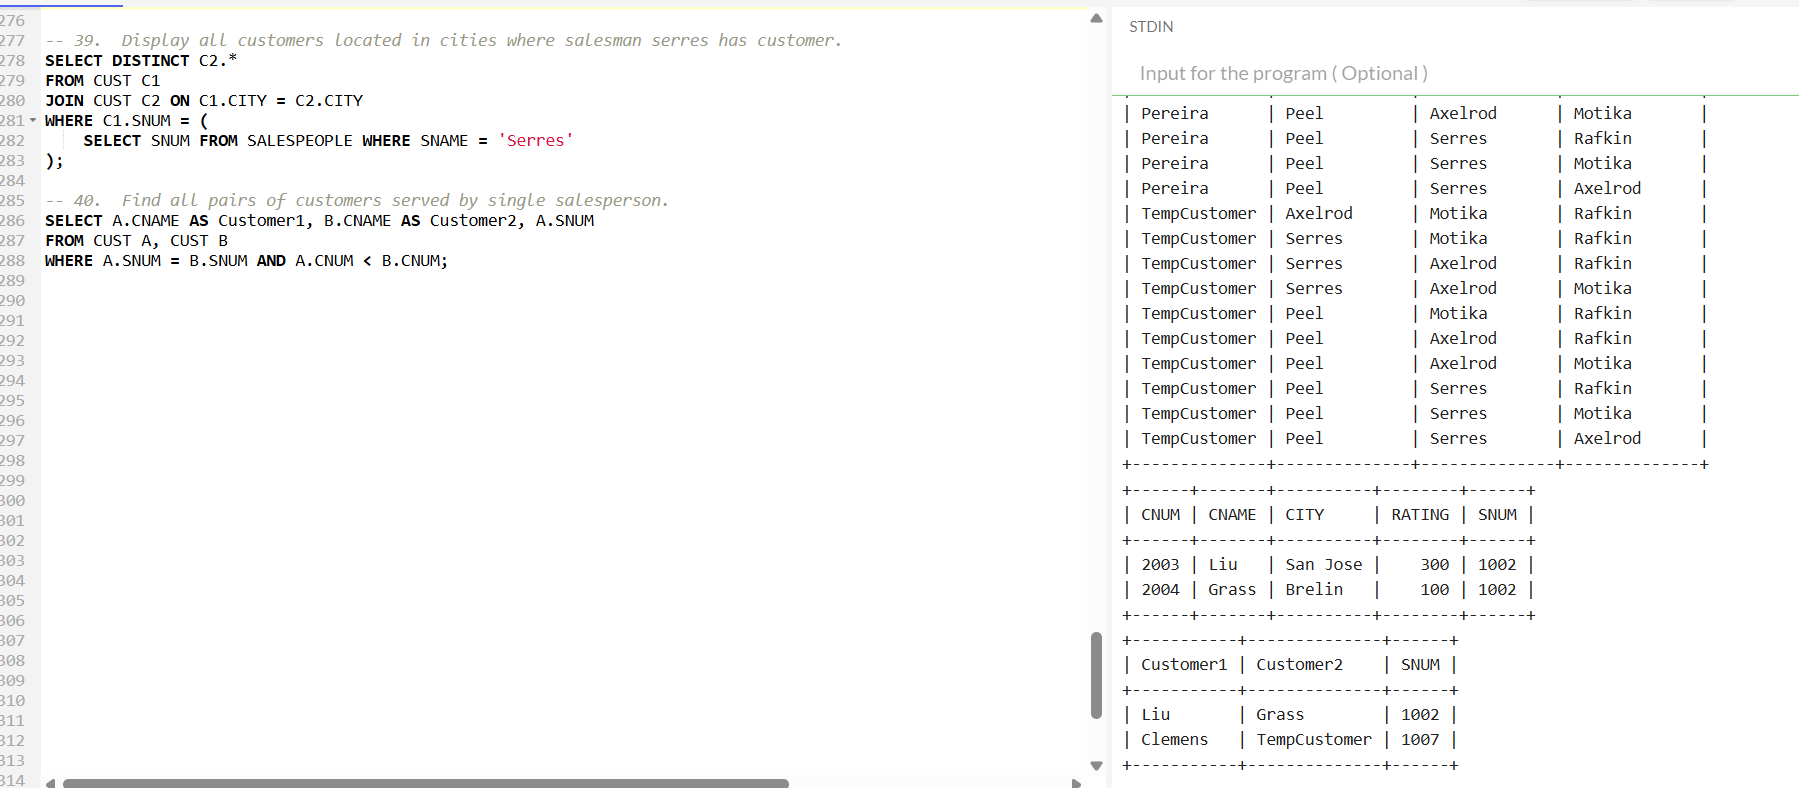 276
277 -- 39.  Display all customers located in cities where salesman serres has customer.
278 SELECT DISTINCT C2.*
279 FROM CUST C1
280 JOIN CUST C2 ON C1.CITY = C2.CITY
281 WHERE C1.SNUM = (
282     SELECT SNUM FROM SALESPEOPLE WHERE SNAME = 'Serres'
283 );
284
285 -- 40.  Find all pairs of customers served by single salesperson.
286 SELECT A.CNAME AS Customer1, B.CNAME AS Customer2, A.SNUM
287 FROM CUST A, CUST B
288 WHERE A.SNUM = B.SNUM AND A.CNUM < B.CNUM;
289
290
291
292
293
294
295
296
297
298
299
300
301
302
303
304
305
306
307
308
309
310
311
312
313
314
STDIN
Input for the program ( Optional )
| Pereira      | Peel         | Axelrod      | Motika       |
| Pereira      | Peel         | Serres       | Rafkin       |
| Pereira      | Peel         | Serres       | Motika       |
| Pereira      | Peel         | Serres       | Axelrod      |
| TempCustomer | Axelrod      | Motika       | Rafkin       |
| TempCustomer | Serres       | Motika       | Rafkin       |
| TempCustomer | Serres       | Axelrod      | Rafkin       |
| TempCustomer | Serres       | Axelrod      | Motika       |
| TempCustomer | Peel         | Motika       | Rafkin       |
| TempCustomer | Peel         | Axelrod      | Rafkin       |
| TempCustomer | Peel         | Axelrod      | Motika       |
| TempCustomer | Peel         | Serres       | Rafkin       |
| TempCustomer | Peel         | Serres       | Motika       |
| TempCustomer | Peel         | Serres       | Axelrod      |
+--------------+--------------+--------------+--------------+
+------+-------+----------+--------+------+
| CNUM | CNAME | CITY     | RATING | SNUM |
+------+-------+----------+--------+------+
| 2003 | Liu   | San Jose |    300 | 1002 |
| 2004 | Grass | Brelin   |    100 | 1002 |
+------+-------+----------+--------+------+
+-----------+--------------+------+
| Customer1 | Customer2    | SNUM |
+-----------+--------------+------+
| Liu       | Grass        | 1002 |
| Clemens   | TempCustomer | 1007 |
+-----------+--------------+------+